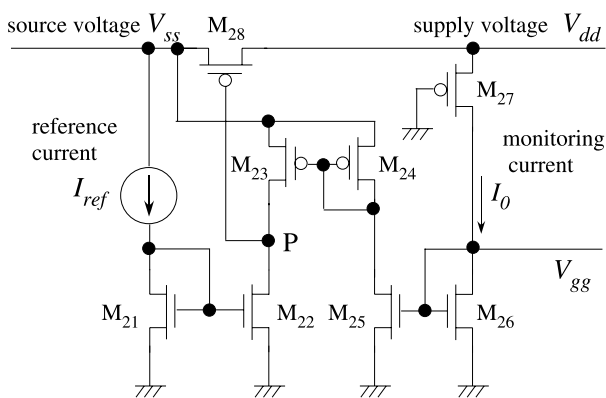 source voltage V_ss
M_28
supply voltage V_dd
M_27
reference
current
M_23
M_24
monitoring
current
I_ref
I_0
P
V_gg
M_21
M_22
M_25
M_26